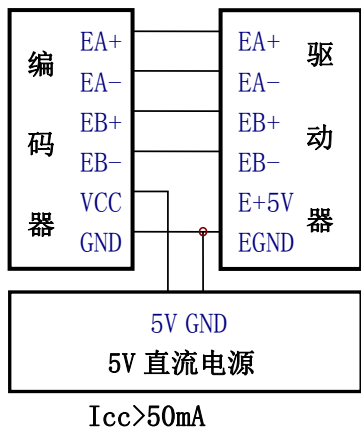 编码器
EA+
EA-
EB+
EB-
VCC
GND
EA+
EA-
EB+
EB-
E+5V
EGND
驱动器
5V GND
5V 直流电源
Icc>50mA